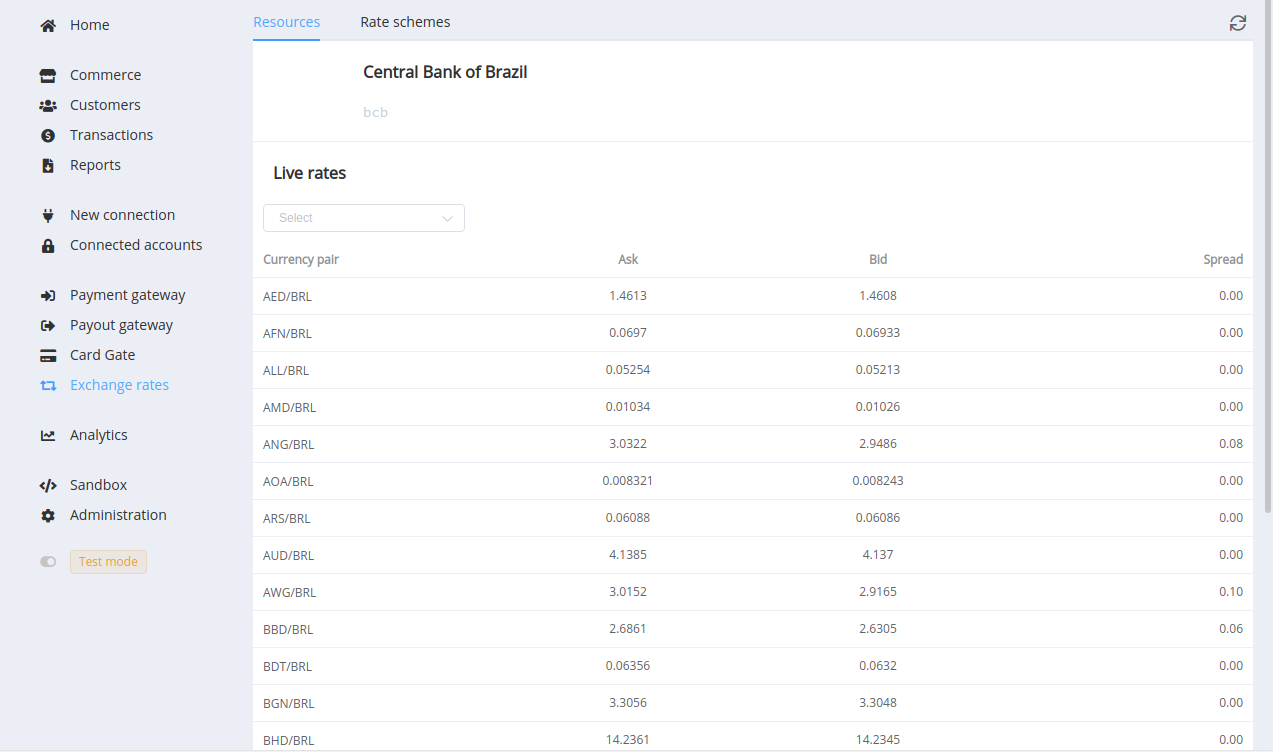 Home
Commerce
Customers
Transactions
Reports
New connection
Connected accounts
Payment gateway
Payout gateway
Card Gate
Exchange rates
Analytics
Sandbox
Administration
Test mode
Resources Rate schemes
Central Bank of Brazil
bcb
Live rates
Select
Currency pair Ask Bid Spread
AED/BRL 1.4613 1.4608 0.00
AFN/BRL 0.0697 0.06933 0.00
ALL/BRL 0.05254 0.05213 0.00
AMD/BRL 0.01034 0.01026 0.00
ANG/BRL 3.0322 2.9486 0.08
AOA/BRL 0.008321 0.008243 0.00
ARS/BRL 0.06088 0.06086 0.00
AUD/BRL 4.1385 4.137 0.00
AWG/BRL 3.0152 2.9165 0.10
BBD/BRL 2.6861 2.6305 0.06
BDT/BRL 0.06356 0.0632 0.00
BGN/BRL 3.3056 3.3048 0.00
BHD/BRL 14.2361 14.2345 0.00